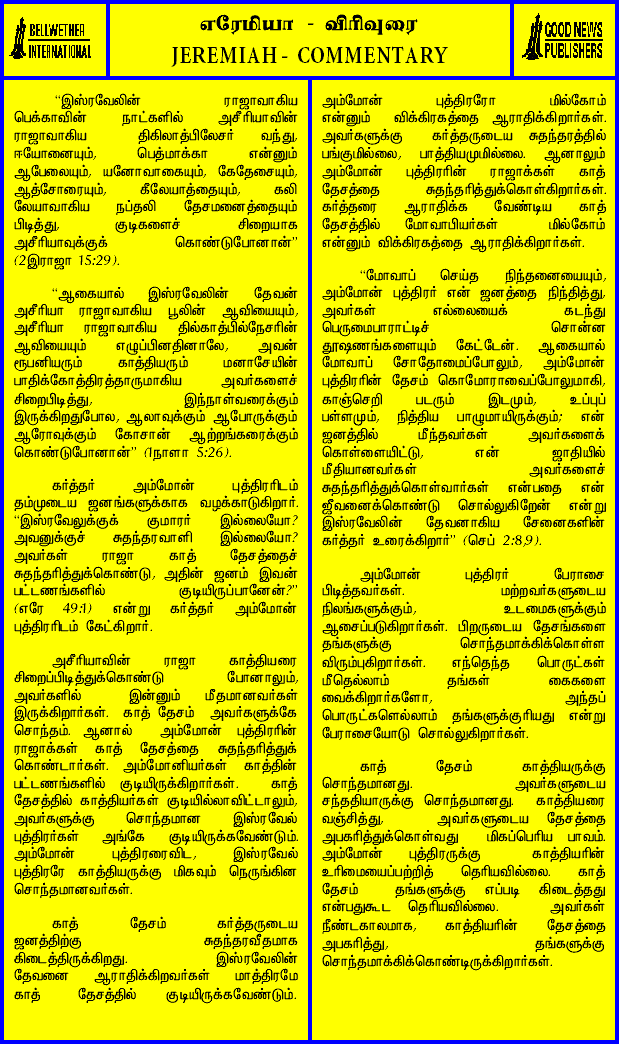 BELLWETHER
INTERNATIONAL
எரேமியா - விரிவுரை
JEREMIAH - COMMENTARY
GOOD NEWS
PUBLISHERS
“இஸ்ரவேலின் ராஜாவாகிய
பெக்காவின் நாட்களில் அசீரியாவின்
ராஜாவாகிய திகிலாத்பிலேசர் வந்து,
ஈயோனையும், பெத்மாக்கா என்னும்
ஆபேலையும், யனோவாகையும், கேதேசையும்,
ஆத்சோரையும், கீலேயாத்தையும், கலி
லேயாவாகிய நப்தலி தேசமனைத்தையும்
பிடித்து, குடிகளைச் சிறையாக
அசீரியாவுக்குக் கொண்டுபோனான்”
(2இராஜா 15:29).
“ஆகையால் இஸ்ரவேலின் தேவன்
அசீரியா ராஜாவாகிய பூலின் ஆவியையும்,
அசீரியா ராஜாவாகிய தில்காத்பில்நேசரின்
ஆவியையும் எழுப்பினதினாலே, அவன்
ரூபனியரும் காத்தியரும் மனாசேயின்
பாதிக்கோத்திரத்தாருமாகிய அவர்களைச்
சிறைபிடித்து, இந்நாள்வரைக்கும்
இருக்கிறதுபோல, ஆலாவுக்கும் ஆபோருக்கும்
ஆரோவுக்கும் கோசான் ஆற்றங்கரைக்கும்
கொண்டுபோனான்” (1நாளா 5:26).
கர்த்தர் அம்மோன் புத்திரரிடம்
தம்முடைய ஜனங்களுக்காக வழக்காடுகிறார்.
“இஸ்ரவேலுக்குக் குமாரர் இல்லையோ?
அவனுக்குச் சுதந்தரவாளி இல்லையோ?
அவர்கள் ராஜா காத் தேசத்தைச்
சுதந்தரித்துக்கொண்டு, அதின் ஜனம் இவன்
பட்டணங்களில் குடியிருப்பானேன்?”
(எரே 49:1) என்று கர்த்தர் அம்மோன்
புத்திரரிடம் கேட்கிறார்.
அசீரியாவின் ராஜா காத்தியரை
சிறைப்பிடித்துக்கொண்டு போனாலும்,
அவர்களில் இன்னும் மீதமானவர்கள்
இருக்கிறார்கள். காத் தேசம் அவர்களுக்கே
சொந்தம். ஆனால் அம்மோன் புத்திரரின்
ராஜாக்கள் காத் தேசத்தை சுதந்தரித்துக்
கொண்டார்கள். அம்மோனியர்கள் காத்தின்
பட்டணங்களில் குடியிருக்கிறார்கள். காத்
தேசத்தில் காத்தியர்கள் குடியில்லாவிட்டாலும்,
அவர்களுக்கு சொந்தமான இஸ்ரவேல்
புத்திரர்கள் அங்கே குடியிருக்கவேண்டும்.
அம்மோன் புத்திரரைவிட, இஸ்ரவேல்
புத்திரரே காத்தியருக்கு மிகவும் நெருங்கின
சொந்தமானவர்கள்.
காத் தேசம் கர்த்தருடைய
ஜனத்திற்கு சுதந்தரவீதமாக
கிடைத்திருக்கிறது. இஸ்ரவேலின்
தேவனை ஆராதிக்கிறவர்கள் மாத்திரமே
காத் தேசத்தில் குடியிருக்கவேண்டும்.
அம்மோன் புத்திரரோ மில்கோம்
என்னும் விக்கிரகத்தை ஆராதிக்கிறார்கள்.
அவர்களுக்கு கர்த்தருடைய சுதந்தரத்தில்
பங்குமில்லை, பாத்தியமுமில்லை. ஆனாலும்
அம்மோன் புத்திரரின் ராஜாக்கள் காத்
தேசத்தை சுதந்தரித்துக்கொள்கிறார்கள்.
கர்த்தரை ஆராதிக்க வேண்டிய காத்
தேசத்தில் மோவாபியர்கள் மில்கோம்
என்னும் விக்கிரகத்தை ஆராதிக்கிறார்கள்.
“மோவாப் செய்த நிந்தனையையும்,
அம்மோன் புத்திரர் என் ஜனத்தை நிந்தித்து,
அவர்கள் எல்லையைக் கடந்து
பெருமைபாராட்டிச் சொன்ன
தூஷணங்களையும் கேட்டேன். ஆகையால்
மோவாப் சோதோமைப்போலும், அம்மோன்
புத்திரரின் தேசம் கொமோராவைப்போலுமாகி,
காஞ்செறி படரும் இடமும், உப்புப்
பள்ளமும், நித்திய பாழுமாயிருக்கும்; என்
ஜனத்தில் மீந்தவர்கள் அவர்களைக்
கொள்ளையிட்டு, என் ஜாதியில்
மீதியானவர்கள் அவர்களைச்
சுதந்தரித்துக்கொள்வார்கள் என்பதை என்
ஜீவனைக்கொண்டு சொல்லுகிறேன் என்று
இஸ்ரவேலின் தேவனாகிய சேனைகளின்
கர்த்தர் உரைக்கிறார்” (செப் 2:8,9).
அம்மோன் புத்திரர் பேராசை
பிடித்தவர்கள். மற்றவர்களுடைய
நிலங்களுக்கும், உடமைகளுக்கும்
ஆசைப்படுகிறார்கள். பிறருடைய தேசங்களை
தங்களுக்கு சொந்தமாக்கிக்கொள்ள
விரும்புகிறார்கள். எந்தெந்த பொருட்கள்
மீதெல்லாம் தங்கள் கைகளை
வைக்கிறார்களோ, அந்தப்
பொருட்களெல்லாம் தங்களுக்குரியது என்று
பேராசையோடு சொல்லுகிறார்கள்.
காத் தேசம் காத்தியருக்கு
சொந்தமானது. அவர்களுடைய
சந்ததியாருக்கு சொந்தமானது. காத்தியரை
வஞ்சித்து, அவர்களுடைய தேசத்தை
அபகரித்துக்கொள்வது மிகப்பெரிய பாவம்.
அம்மோன் புத்திரருக்கு காத்தியரின்
உரிமையைப்பற்றித் தெரியவில்லை. காத்
தேசம் தங்களுக்கு எப்படி கிடைத்தது
என்பதுகூட தெரியவில்லை. அவர்கள்
நீண்டகாலமாக, காத்தியரின் தேசத்தை
அபகரித்து, தங்களுக்கு
சொந்தமாக்கிக்கொண்டிருக்கிறார்கள்.